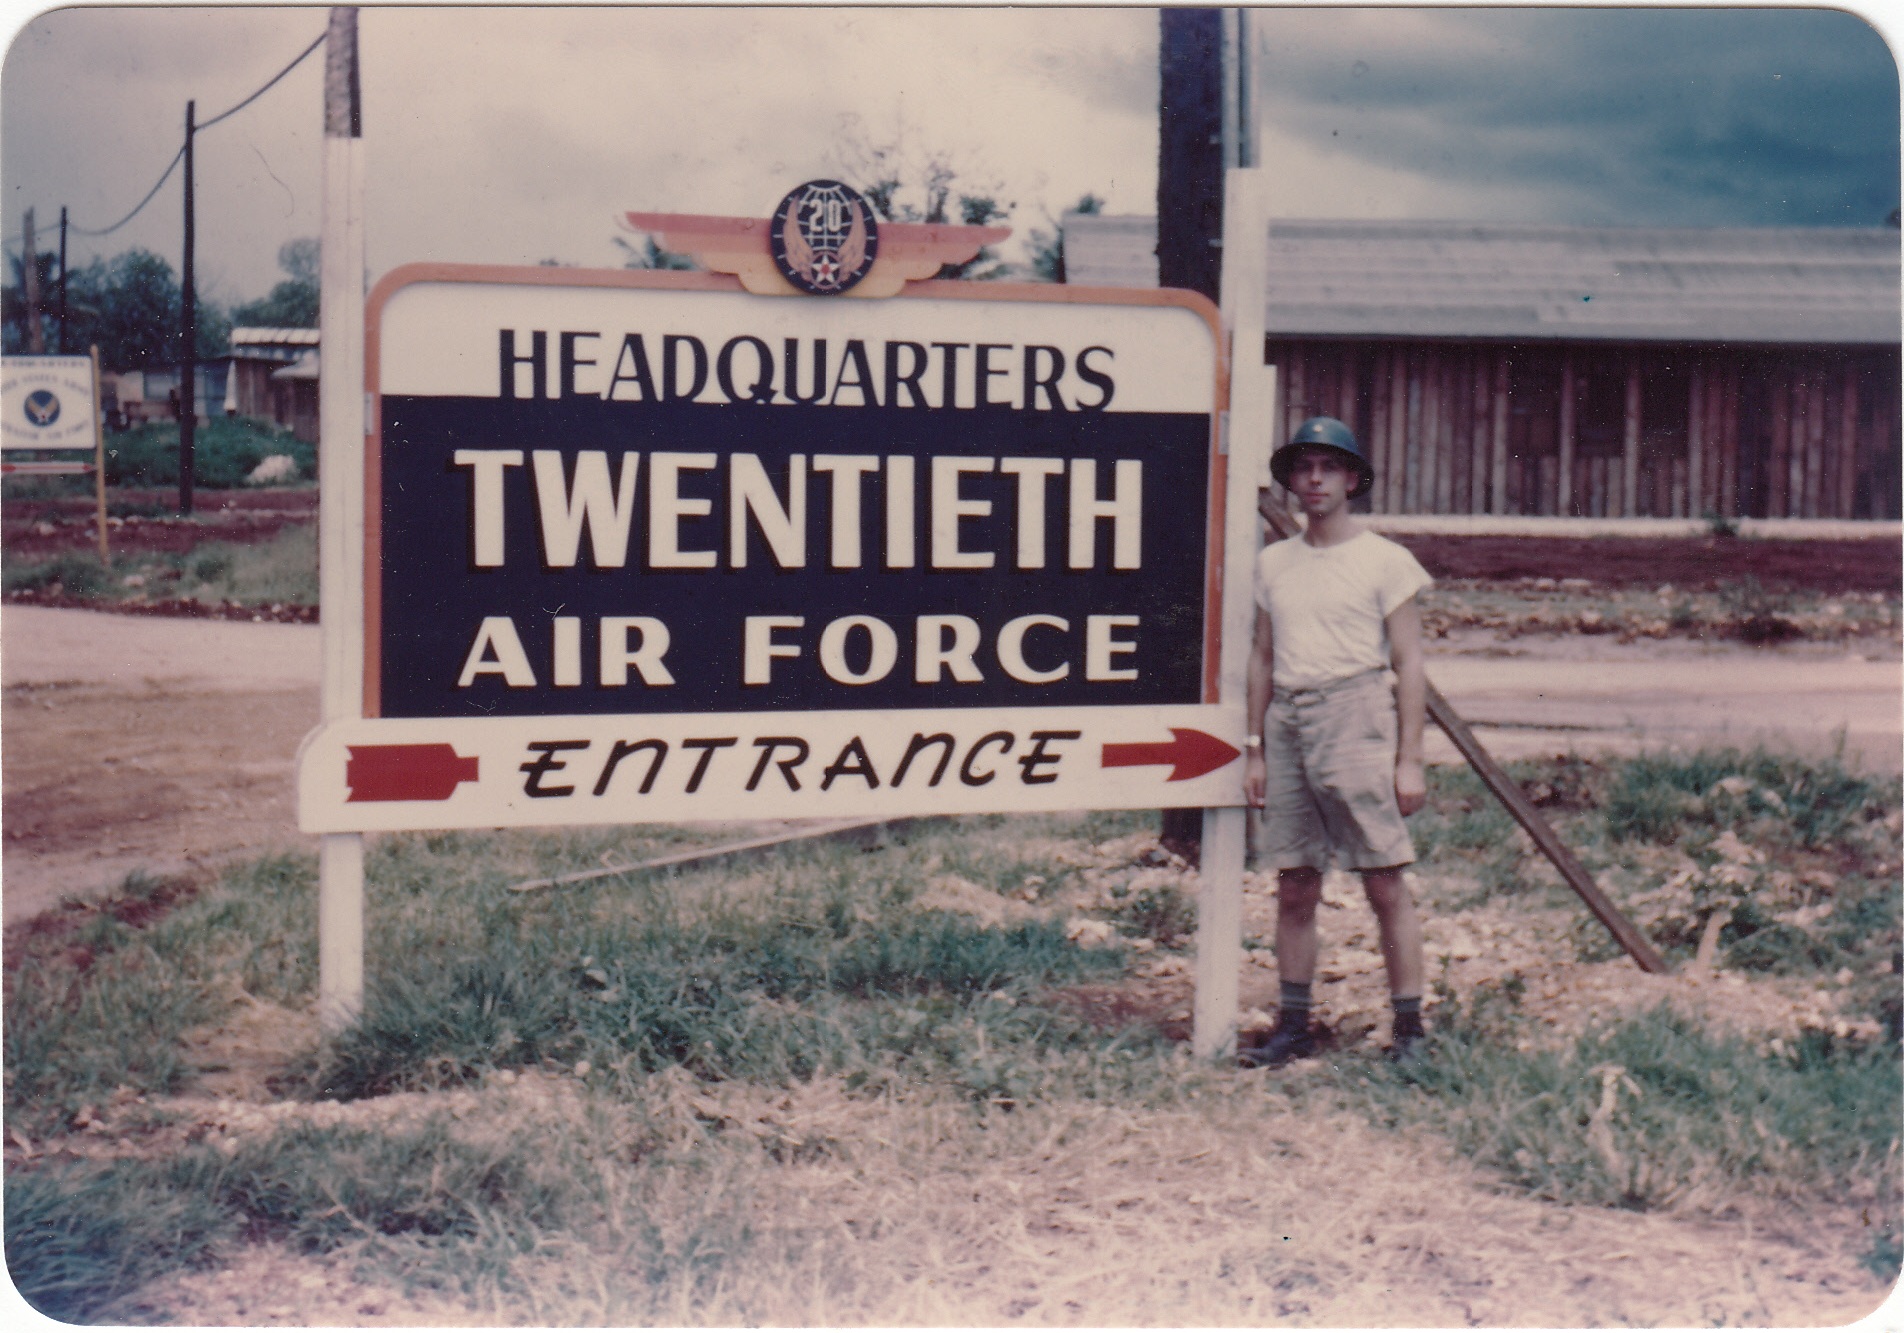 20
HEADQUARTERS
TWENTIETH
AIR FORCE
ENTRANCE